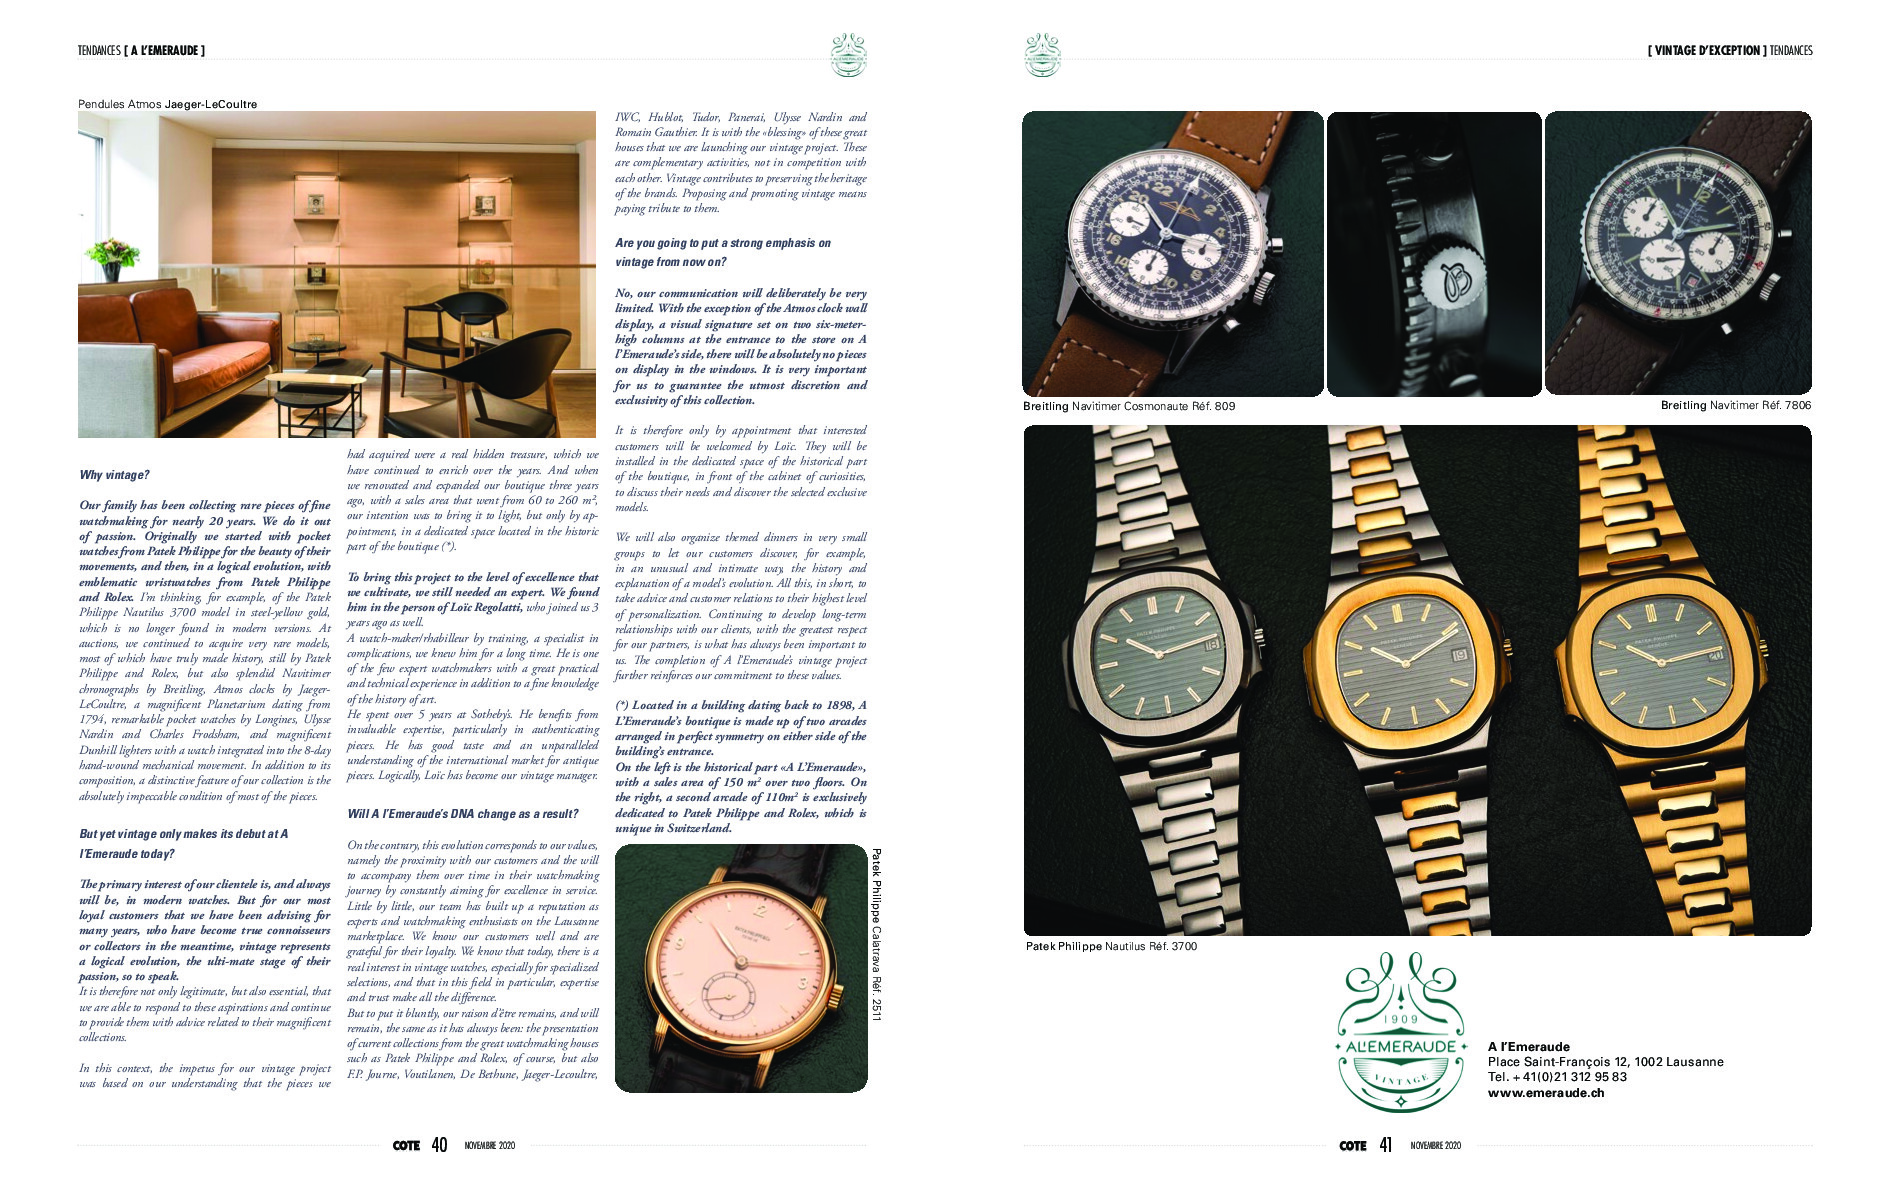 TENDANCES [ A L'EMERAUDE ]
Pendules Atmos Jaeger-LeCoultre
Why vintage?
Our family has been collecting rare pieces of fine
watchmaking for nearly 20 years. We do it out
of passion. Originally we started with pocket
watches from Patek Philippe for the beauty of their
movements, and then, in a logical evolution, with
emblematic wristwatches from Patek Philippe
and Rolex. I'm thinking, for example, of the Patek
Philippe Nautilus 3700 model in steel-yellow gold,
which is no longer found in modern versions. At
auctions, we continued to acquire very rare models,
most of which have truly made history, still by Patek
Philippe and Rolex, but also splendid Navitimer
chronographs by Breitling, Atmos clocks by Jaeger-
LeCoultre, a magnificent Planetarium dating from
1794, remarkable pocket watches by Longines, Ulysse
Nardin and Charles Frodsham, and magnificent
Dunhill lighters with a watch integrated into the 8-day
hand-wound mechanical movement. In addition to its
composition, a distinctive feature of our collection is the
absolutely impeccable condition of most of the pieces.
But yet vintage only makes its debut at A
l'Emeraude today?
The primary interest of our clientele is, and always
will be, in modern watches. But for our most
loyal customers that we have been advising for
many years, who have become true connoisseurs
or collectors in the meantime, vintage represents
a logical evolution, the ulti-mate stage of their
passion, so to speak.
It is therefore not only legitimate, but also essential, that
we are able to respond to these aspirations and continue
to provide them with advice related to their magnificent
collections.
In this context, the impetus for our vintage project
was based on our understanding that the pieces we
had acquired were a real hidden treasure, which we
have continued to enrich over the years. And when
we renovated and expanded our boutique three years
ago, with a sales area that went from 60 to 260 m²,
our intention was to bring it to light, but only by ap-
pointment, in a dedicated space located in the historic
part of the boutique (*).
To bring this project to the level of excellence that
we cultivate, we still needed an expert. We found
him in the person of Loïc Regolatti, who joined us 3
years ago as well.
A watch-maker/rhabilleur by training, a specialist in
complications, we knew him for a long time. He is one
of the few expert watchmakers with a great practical
and technical experience in addition to a fine knowledge
of the history of art.
He spent over 5 years at Sotheby's. He benefits from
invaluable expertise, particularly in authenticating
pieces. He has good taste and an unparalleled
understanding of the international market for antique
pieces. Logically, Loïc has become our vintage manager.
Will A l'Emeraude's DNA change as a result?
On the contrary, this evolution corresponds to our values,
namely the proximity with our customers and the will
to accompany them over time in their watchmaking
journey by constantly aiming for excellence in service.
Little by little, our team has built up a reputation as
experts and watchmaking enthusiasts on the Lausanne
marketplace. We know our customers well and are
grateful for their loyalty. We know that today, there is a
real interest in vintage watches, especially for specialized
selections, and that in this field in particular, expertise
and trust make all the difference.
But to put it bluntly, our raison d'être remains, and will
remain, the same as it has always been: the presentation
of current collections from the great watchmaking houses
such as Patek Philippe and Rolex, of course, but also
F.P. Journe, Voutilanen, De Bethune, Jaeger-Lecoultre,
IWC, Hublot, Tudor, Panerai, Ulysse Nardin and
Romain Gauthier. It is with the «blessing» of these great
houses that we are launching our vintage project. These
are complementary activities, not in competition with
each other. Vintage contributes to preserving the heritage
of the brands. Proposing and promoting vintage means
paying tribute to them.
Are you going to put a strong emphasis on
vintage from now on?
No, our communication will deliberately be very
limited. With the exception of the Atmos clock wall
display, a visual signature set on two six-meter-
high columns at the entrance to the store on A
l'Emeraude's side, there will be absolutely no pieces
on display in the windows. It is very important
for us to guarantee the utmost discretion and
exclusivity of this collection.
It is therefore only by appointment that interested
customers will be welcomed by Loïc. They will be
installed in the dedicated space of the historical part
of the boutique, in front of the cabinet of curiosities,
to discuss their needs and discover the selected exclusive
models.
We will also organize themed dinners in very small
groups to let our customers discover, for example,
in an unusual and intimate way, the history and
explanation of a model's evolution. All this, in short, to
take advice and customer relations to their highest level
of personalization. Continuing to develop long-term
relationships with our clients, with the greatest respect
for our partners, is what has always been important to
us. The completion of A l'Emeraude's vintage project
further reinforces our commitment to these values.
(*) Located in a building dating back to 1898, A
L'Emeraude's boutique is made up of two arcades
arranged in perfect symmetry on either side of the
building's entrance.
On the left is the historical part «A L'Emeraude»,
with a sales area of 150 m² over two floors. On
the right, a second arcade of 110m² is exclusively
dedicated to Patek Philippe and Rolex, which is
unique in Switzerland.
Patek Philippe Calatrava Réf. 2511
COTE 40 NOVEMBRE 2020
[ VINTAGE D'EXCEPTION ] TENDANCES
Breitling Navitimer Cosmonaute Réf. 809
Breitling Navitimer Réf. 7806
PATEK PHILIPPE
18
19
20
Patek Philippe Nautilus Réf. 3700
1909
AL'EMERAUDE
VINTAGE
A l'Emeraude
Place Saint-François 12, 1002 Lausanne
Tel. + 41(0)21 312 95 83
www.emeraude.ch
COTE 41 NOVEMBRE 2020